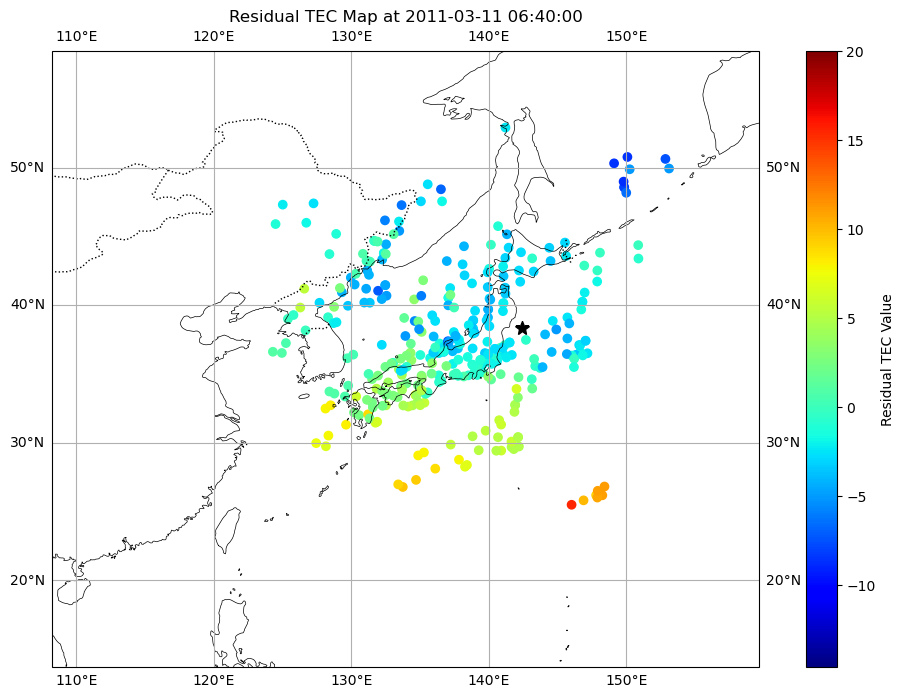 Residual TEC Map at 2011-03-11 06:40:00
110°E 120°E 130°E 140°E 150°E
20
15
50°N 50°N
10
5
40°N 40°N
Residual TEC Value
0
30°N 30°N
−5
20°N 20°N
−10
110°E 120°E 130°E 140°E 150°E